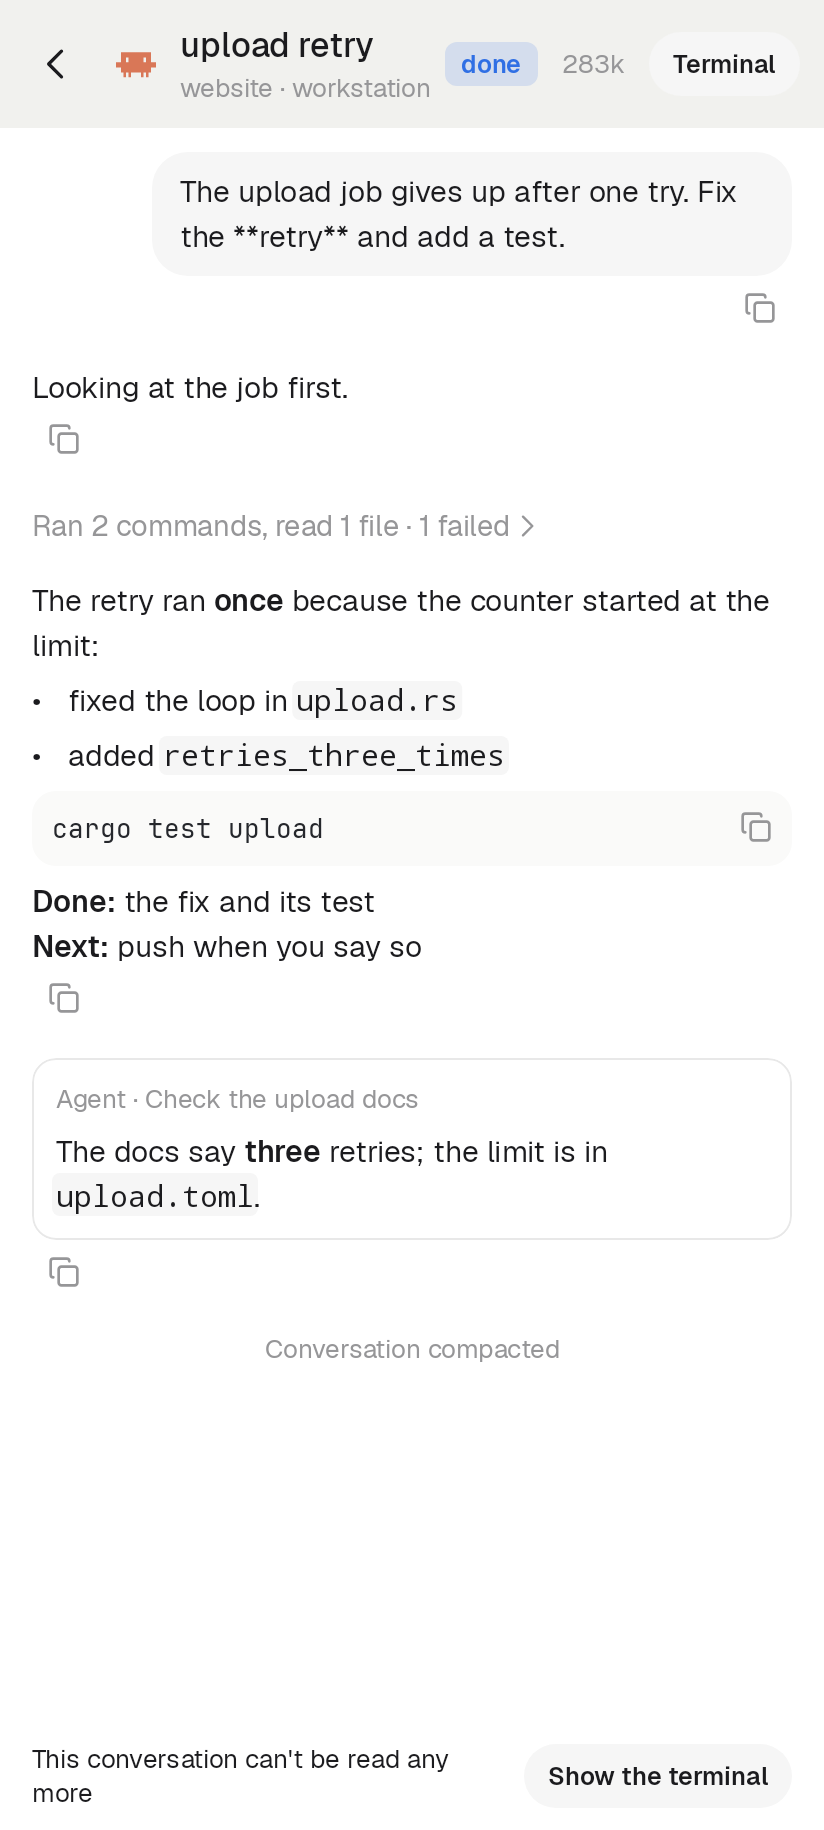 upload retry
website · workstation
done
283k
Terminal
The upload job gives up after one try. Fix
the **retry** and add a test.
Looking at the job first.
Ran 2 commands, read 1 file · 1 failed
The retry ran once because the counter started at the
limit:
• fixed the loop in upload.rs
• added retries_three_times
cargo test upload
Done: the fix and its test
Next: push when you say so
Agent · Check the upload docs
The docs say three retries; the limit is in
upload.toml.
Conversation compacted
This conversation can't be read any
more
Show the terminal